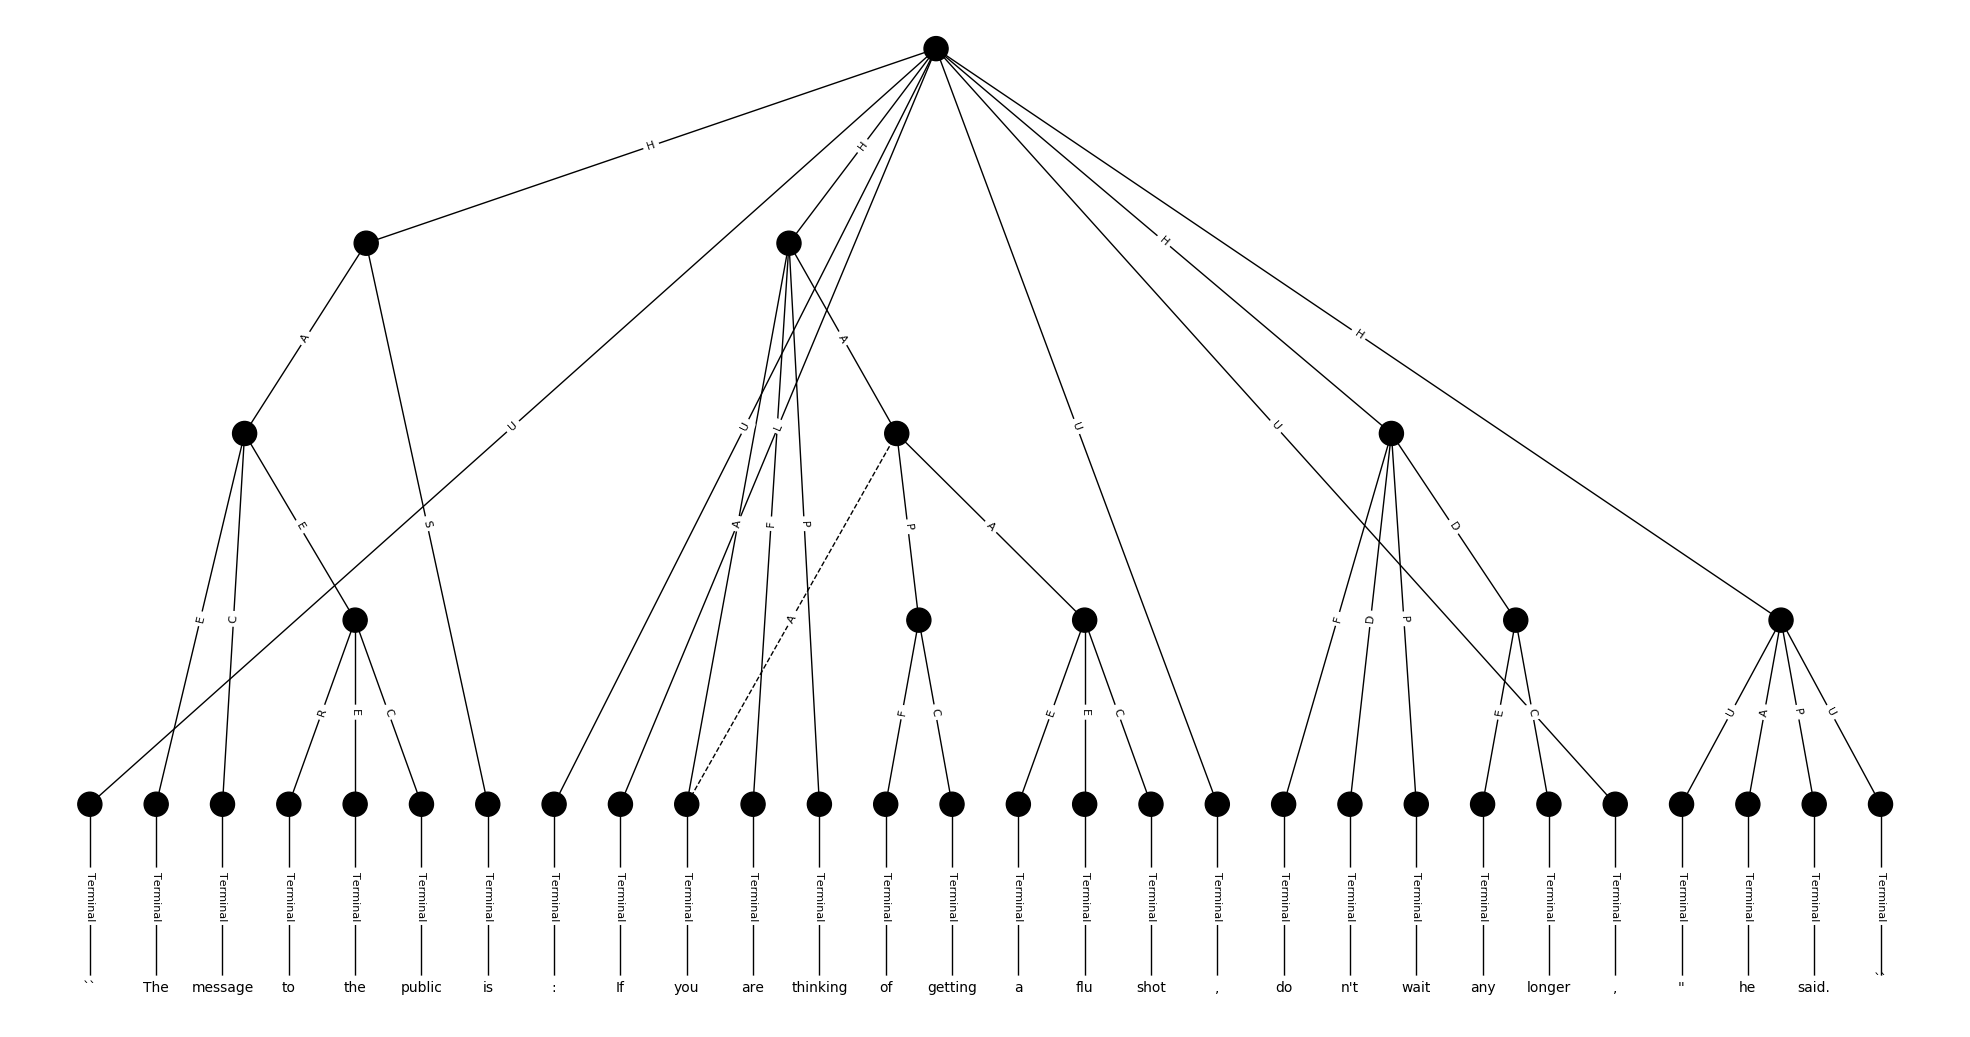 H
H
H
A
U
H
A
U
L
U
U
E
S
A
F
P
P
A
D
E
C
A
F
D
P
R
E
C
F
C
E
E
C
E
C
U
A
P
U
Terminal Terminal Terminal Terminal Terminal Terminal Terminal Terminal Terminal Terminal Terminal Terminal Terminal Terminal Terminal Terminal Terminal Terminal Terminal Terminal Terminal Terminal Terminal Terminal Terminal Terminal Terminal Terminal
`` The message to the public is : If you are thinking of getting a flu shot , do n't wait any longer , " he said. ``